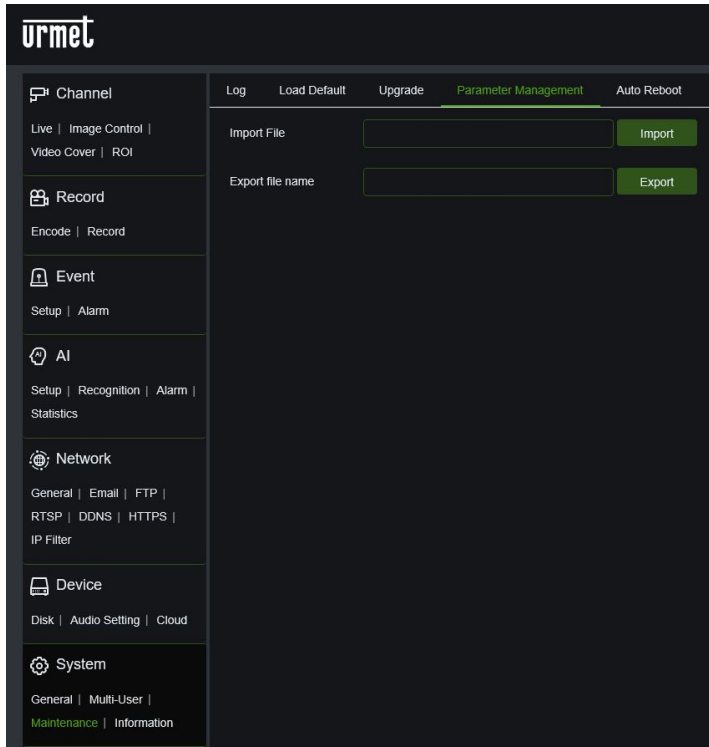 urmet
Channel
Live | Image Control |
Video Cover | ROI
Record
Encode | Record
Event
Setup | Alarm
AI
AI
Setup | Recognition | Alarm |
Statistics
Network
General | Email | FTP |
RTSP | DDNS | HTTPS |
IP Filter
Device
Disk | Audio Setting | Cloud
System
General | Multi-User |
Maintenance | Information
Log Load Default Upgrade Parameter Management Auto Reboot
Import File Import
Export file name Export